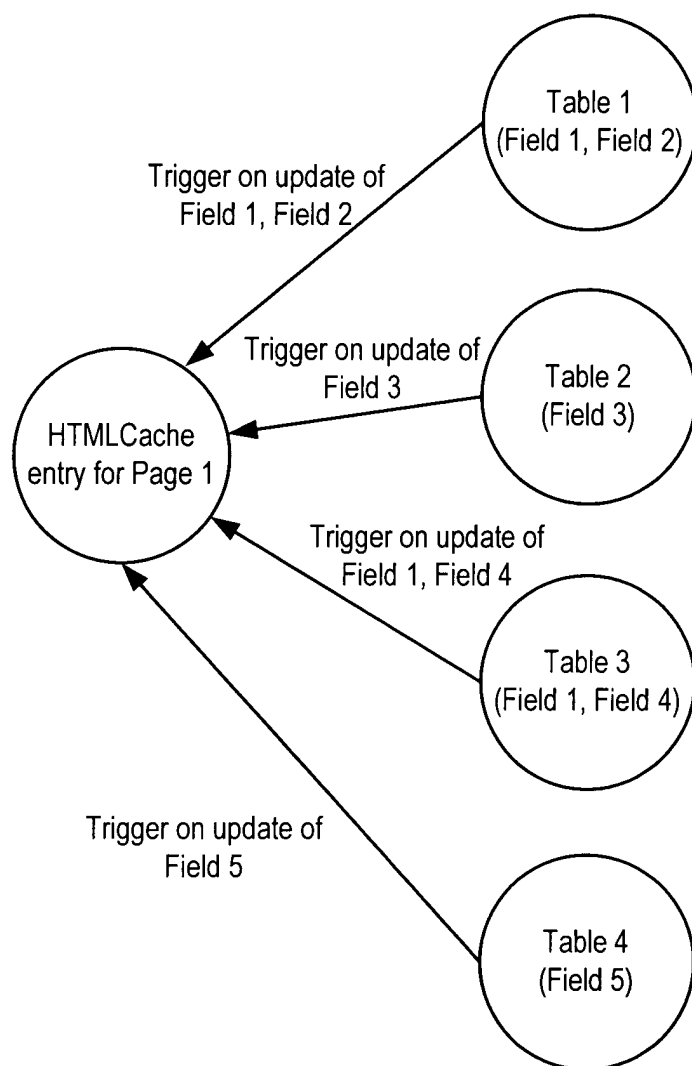 Table 1
(Field 1, Field 2)
Trigger on update of
Field 1, Field 2
Trigger on update of
Field 3
Table 2
(Field 3)
HTMLCache
entry for Page 1
Trigger on update of
Field 1, Field 4
Table 3
(Field 1, Field 4)
Trigger on update of
Field 5
Table 4
(Field 5)